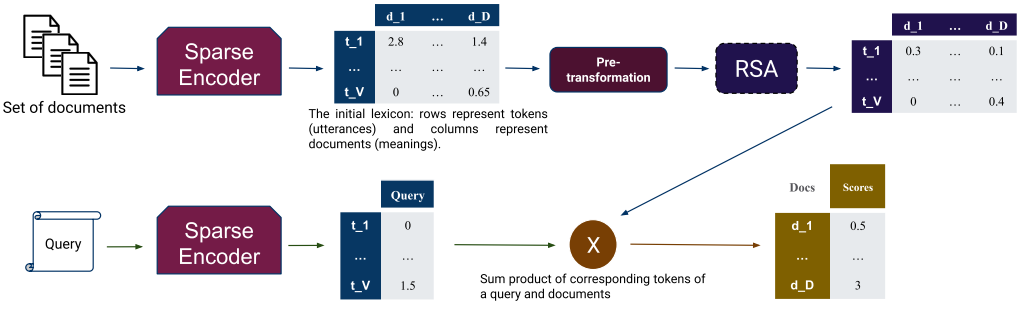 Set of documents
Sparse
Encoder
d_1 … d_D
t_1 2.8 … 1.4
… … … …
t_V 0 … 0.65
The initial lexicon: rows represent tokens
(utterances) and columns represent
documents (meanings).
Pre-
transformation
RSA
d_1 … d_D
t_1 0.3 … 0.1
… … … …
t_V 0 … 0.4
Query
Sparse
Encoder
Query
t_1 0
… …
t_V 1.5
X
Sum product of corresponding tokens of
a query and documents
Docs Scores
d_1 0.5
… …
d_D 3